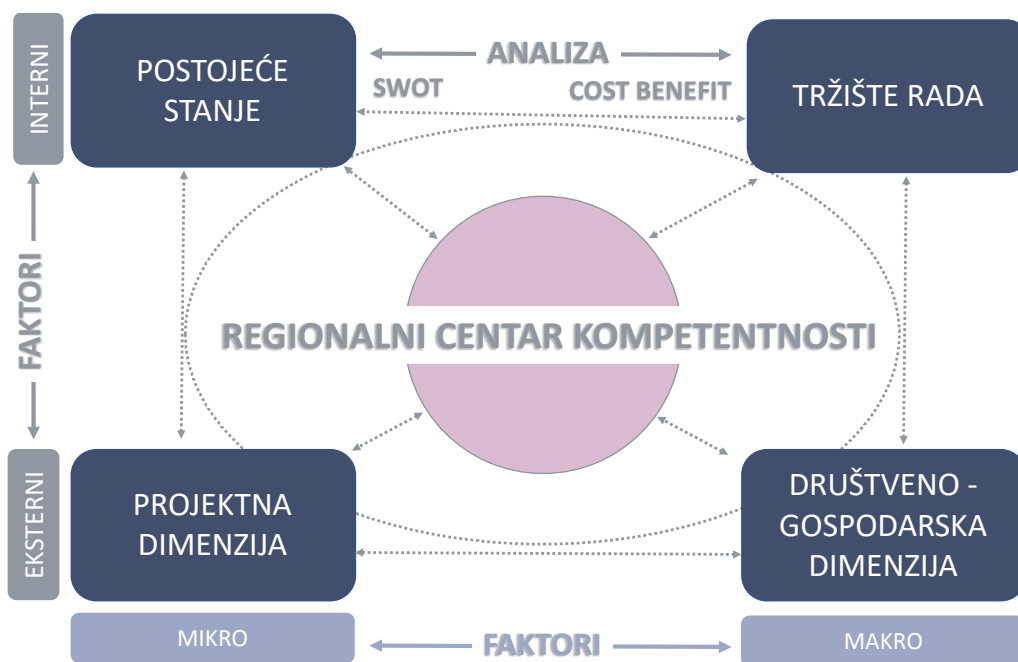 INTERNI
POSTOJEĆE
STANJE
ANALIZA
SWOT
COST BENEFIT
TRŽIŠTE RADA
FAKTORI
REGIONALNI CENTAR KOMPETENTNOSTI
EKSTERNI
PROJEKTNA
DIMENZIJA
DRUŠTVENO -
GOSPODARSKA
DIMENZIJA
MIKRO
FAKTORI
MAKRO